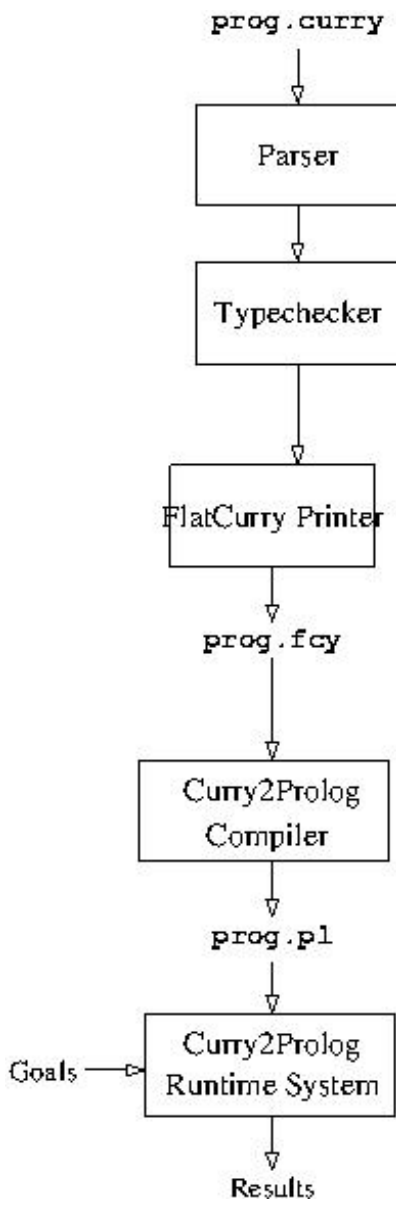 prog.curry
Parser
Typechecker
FlatCurry Printer
prog.fcy
Curry2Prolog
Compiler
prog.pl
Curry2Prolog
Goals
Runtime System
Results